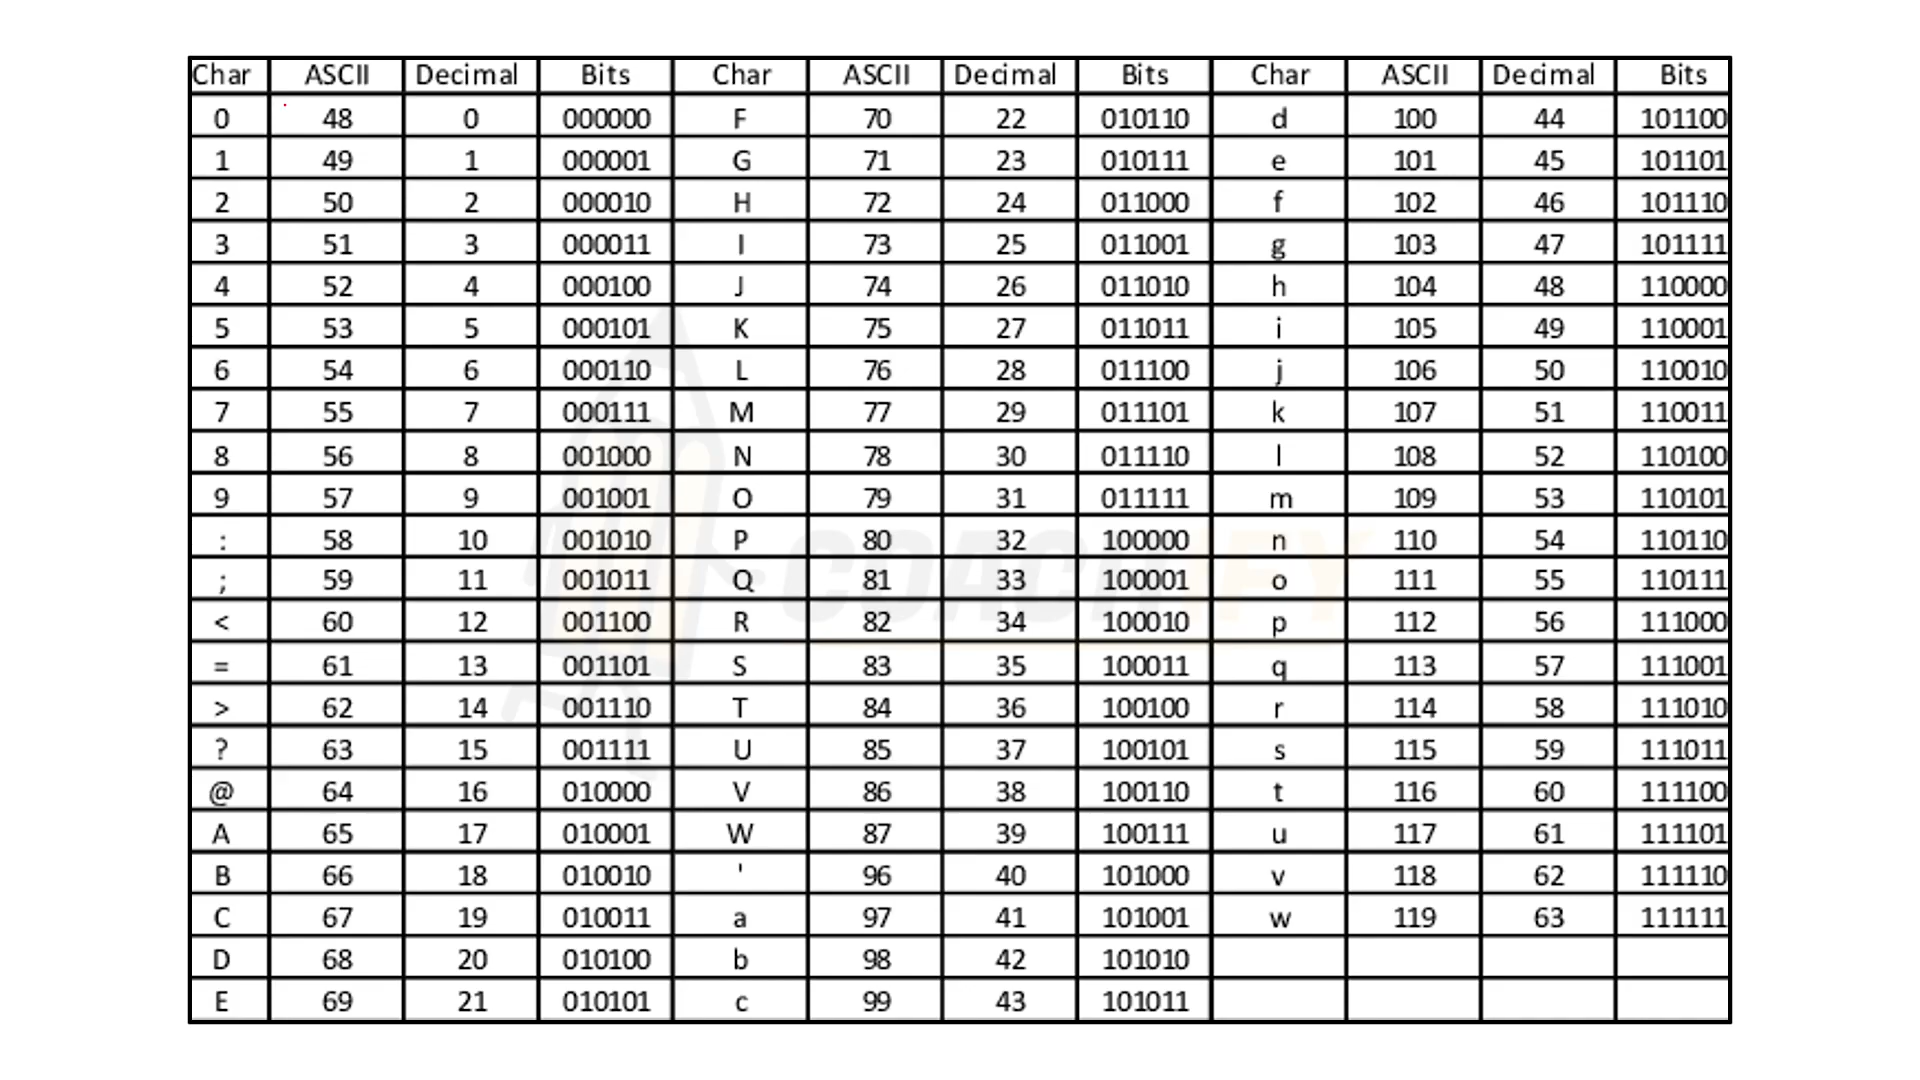 Char ASCII Decimal Bits Char ASCII Decimal Bits Char ASCII Decimal Bits
0 48 0 000000 F 70 22 010110 d 100 44 101100
1 49 1 000001 G 71 23 010111 e 101 45 101101
2 50 2 000010 H 72 24 011000 f 102 46 101110
3 51 3 000011 I 73 25 011001 g 103 47 101111
4 52 4 000100 J 74 26 011010 h 104 48 110000
5 53 5 000101 K 75 27 011011 i 105 49 110001
6 54 6 000110 L 76 28 011100 j 106 50 110010
7 55 7 000111 M 77 29 011101 k 107 51 110011
8 56 8 001000 N 78 30 011110 l 108 52 110100
9 57 9 001001 O 79 31 011111 m 109 53 110101
: 58 10 001010 P 80 32 100000 n 110 54 110110
; 59 11 001011 Q 81 33 100001 o 111 55 110111
< 60 12 001100 R 82 34 100010 p 112 56 111000
= 61 13 001101 S 83 35 100011 q 113 57 111001
> 62 14 001110 T 84 36 100100 r 114 58 111010
? 63 15 001111 U 85 37 100101 s 115 59 111011
@ 64 16 010000 V 86 38 100110 t 116 60 111100
A 65 17 010001 W 87 39 100111 u 117 61 111101
B 66 18 010010 ' 96 40 101000 v 118 62 111110
C 67 19 010011 a 97 41 101001 w 119 63 111111
D 68 20 010100 b 98 42 101010
E 69 21 010101 c 99 43 101011